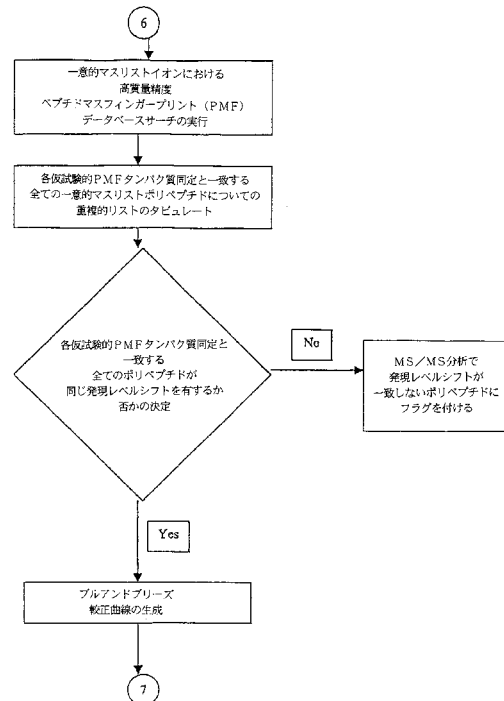 6
一意的マスリストイオンにおける
高質量精度
ペプチドマスフィンガープリント（PMF）
データベースサーチの実行
各仮試験的PMFタンパク質同定と一致する
全ての一意的マスリストポリペプチドについての
重複的リストのタビュレート
各仮試験的PMFタンパク質同定と
一致する
全てのポリペプチドが
同じ発現レベルシフトを有するか
否かの決定
No
MS／MS分析で
発現レベルシフトが
一致しないポリペプチドに
フラグを付ける
Yes
プルアンドブリーズ
較正曲線の生成
7